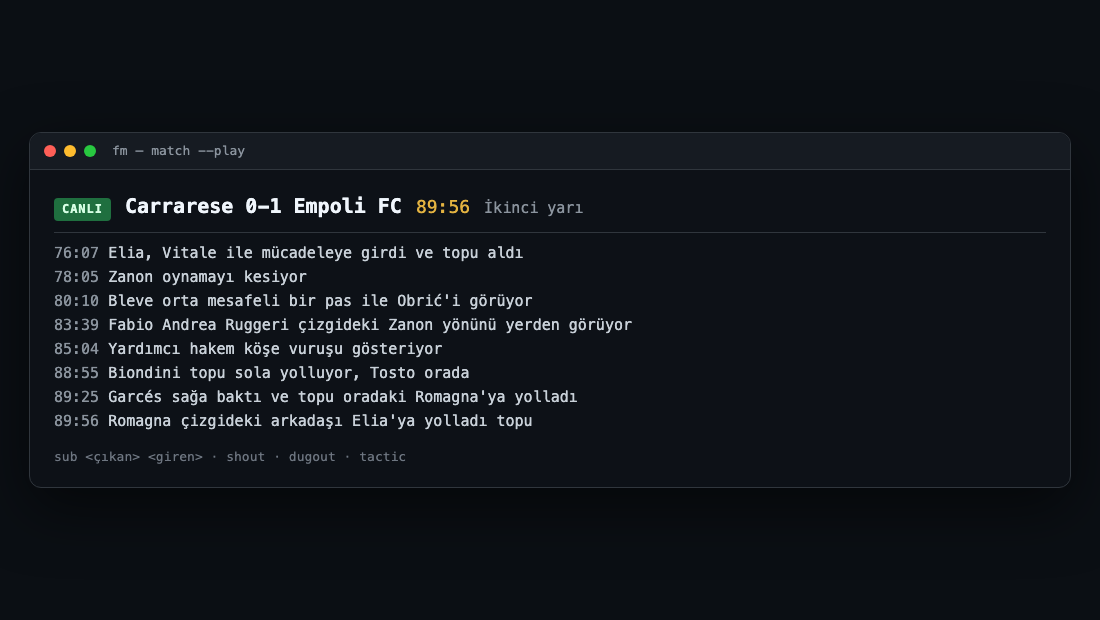 fm — match --play
CANLI Carrarese 0–1 Empoli FC 89:56 İkinci yarı
76:07 Elia, Vitale ile mücadeleye girdi ve topu aldı
78:05 Zanon oynamayı kesiyor
80:10 Bleve orta mesafeli bir pas ile Obrić'i görüyor
83:39 Fabio Andrea Ruggeri çizgideki Zanon yönünü yerden görüyor
85:04 Yardımcı hakem köşe vuruşu gösteriyor
88:55 Biondini topu sola yolluyor, Tosto orada
89:25 Garcés sağa baktı ve topu oradaki Romagna'ya yolladı
89:56 Romagna çizgideki arkadaşı Elia'ya yolladı topu
sub <çıkan> <giren> · shout · dugout · tactic